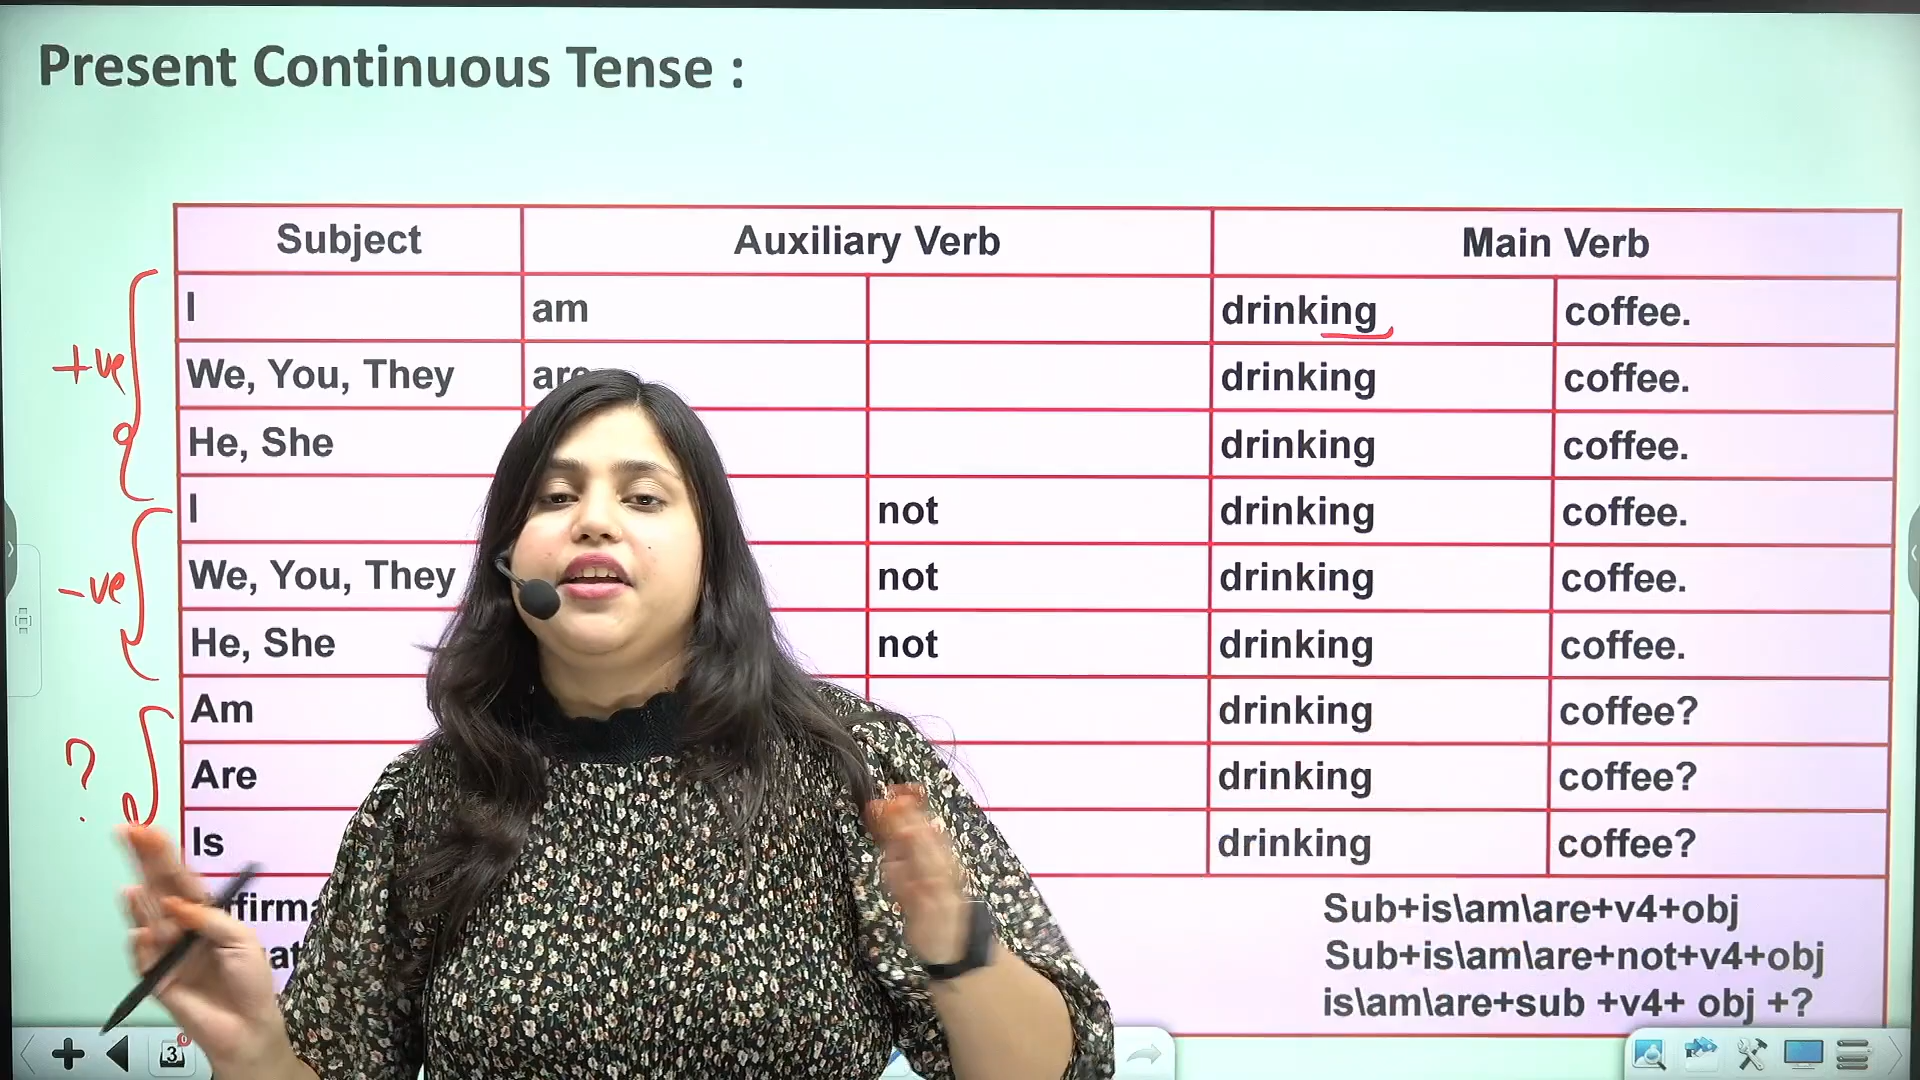 Present Continuous Tense :
Subject Auxiliary Verb Main Verb
I am drinking coffee.
We, You, They are drinking coffee.
He, She drinking coffee.
I not drinking coffee.
We, You, They not drinking coffee.
He, She not drinking coffee.
Am drinking coffee?
Are drinking coffee?
Is drinking coffee?
Sub+is\am\are+v4+obj
Sub+is\am\are+not+v4+obj
is\am\are+sub +v4+ obj +?
+ve
-ve
?
3
0